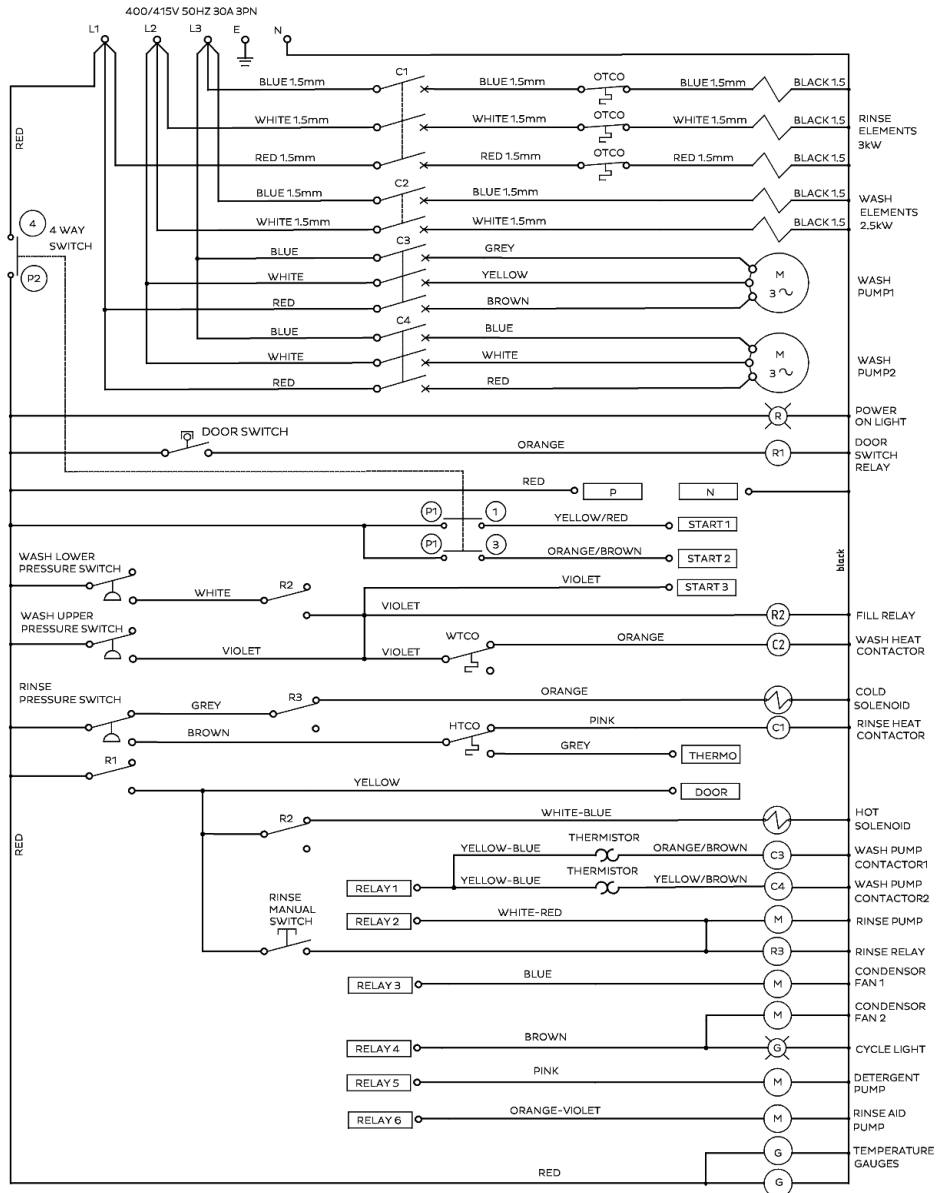 400/415V 50HZ 30A 3PN
L1 L2 L3 E N
C1
BLUE 1.5mm BLUE 1.5mm OTCO BLUE 1.5mm BLACK 1.5
WHITE 1.5mm WHITE 1.5mm OTCO WHITE 1.5mm BLACK 1.5
RINSE
ELEMENTS
3kW
RED 1.5mm RED 1.5mm OTCO RED 1.5mm BLACK 1.5
RED
C2
BLUE 1.5mm BLUE 1.5mm BLACK 1.5
WASH
ELEMENTS
2.5kW
WHITE 1.5mm WHITE 1.5mm BLACK 1.5
4
4 WAY
SWITCH
P2
C3
BLUE GREY
WHITE YELLOW
RED BROWN
M
3
WASH
PUMP1
C4
BLUE BLUE
WHITE WHITE
RED RED
M
3
WASH
PUMP2
R
POWER
ON LIGHT
DOOR SWITCH
ORANGE
R1
DOOR
SWITCH
RELAY
RED
P N
P1 1
YELLOW/RED
START 1
P1 3
ORANGE/BROWN
START 2
black
WASH LOWER
PRESSURE SWITCH
WHITE
R2
VIOLET
START 3
VIOLET
R2
FILL RELAY
WASH UPPER
PRESSURE SWITCH
VIOLET
VIOLET
WTCO
ORANGE
C2
WASH HEAT
CONTACTOR
RINSE
PRESSURE SWITCH
GREY
R3
ORANGE
COLD
SOLENOID
BROWN
HTCO
PINK
C1
RINSE HEAT
CONTACTOR
GREY
THERMO
R1
YELLOW
DOOR
RED
R2
WHITE-BLUE
HOT
SOLENOID
YELLOW-BLUE
THERMISTOR
ORANGE/BROWN
C3
WASH PUMP
CONTACTOR1
RELAY 1
YELLOW-BLUE
THERMISTOR
YELLOW/BROWN
C4
WASH PUMP
CONTACTOR2
RINSE
MANUAL
SWITCH
RELAY 2
WHITE-RED
M
RINSE PUMP
R3
RINSE RELAY
RELAY 3
BLUE
M
CONDENSOR
FAN 1
M
CONDENSOR
FAN 2
RELAY 4
BROWN
G
CYCLE LIGHT
RELAY 5
PINK
M
DETERGENT
PUMP
RELAY 6
ORANGE-VIOLET
M
RINSE AID
PUMP
G
TEMPERATURE
GAUGES
RED
G